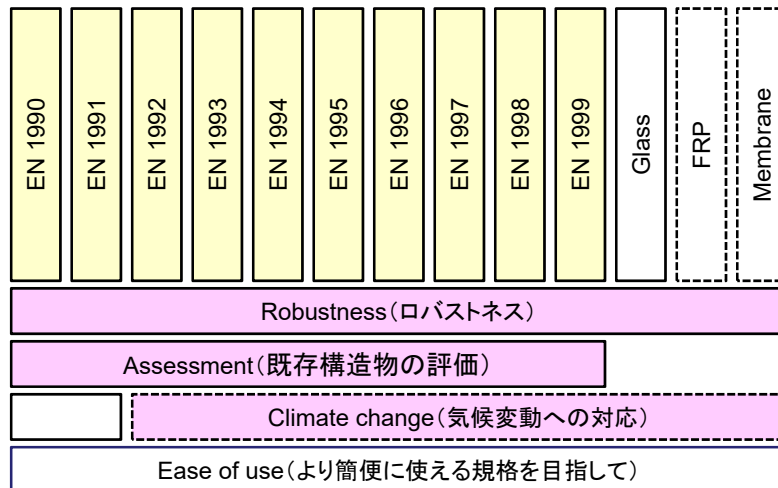 EN 1990
EN 1991
EN 1992
EN 1993
EN 1994
EN 1995
EN 1996
EN 1997
EN 1998
EN 1999
Glass
FRP
Membrane
Robustness(ロバストネス)
Assessment(既存構造物の評価)
Climate change(気候変動への対応)
Ease of use(より簡便に使える規格を目指して)